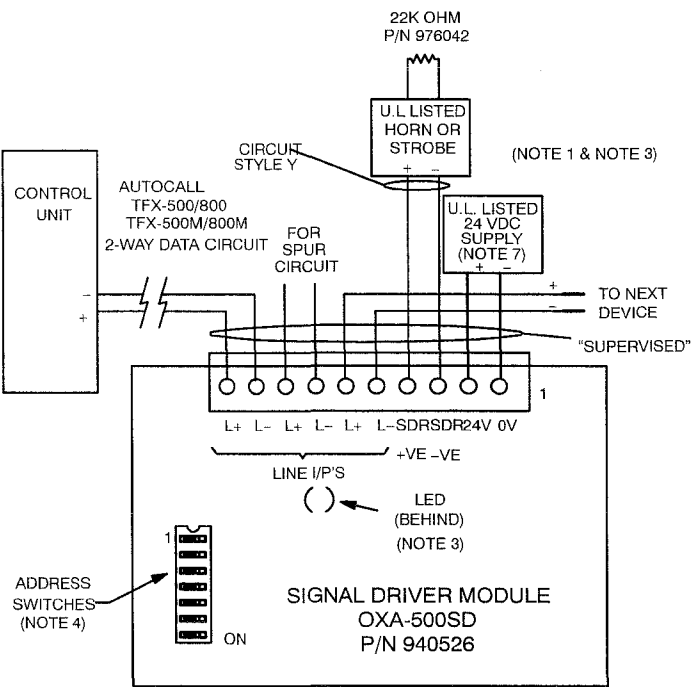 22K OHM
P/N 976042
U.L LISTED
HORN OR
STROBE
+ −
CIRCUIT
STYLE Y
(NOTE 1 & NOTE 3)
CONTROL
UNIT
AUTOCALL
TFX-500/800
TFX-500M/800M
2-WAY DATA CIRCUIT
FOR
SPUR
CIRCUIT
U.L. LISTED
24 VDC
SUPPLY
(NOTE 7)
+ −
−
+
+
−
TO NEXT
DEVICE
"SUPERVISED"
1
L+ L− L+ L− L+ L− SDR SDR 24V 0V
+VE −VE
LINE I/P'S
LED
(BEHIND)
(NOTE 3)
1
ADDRESS
SWITCHES
(NOTE 4)
ON
SIGNAL DRIVER MODULE
OXA-500SD
P/N 940526